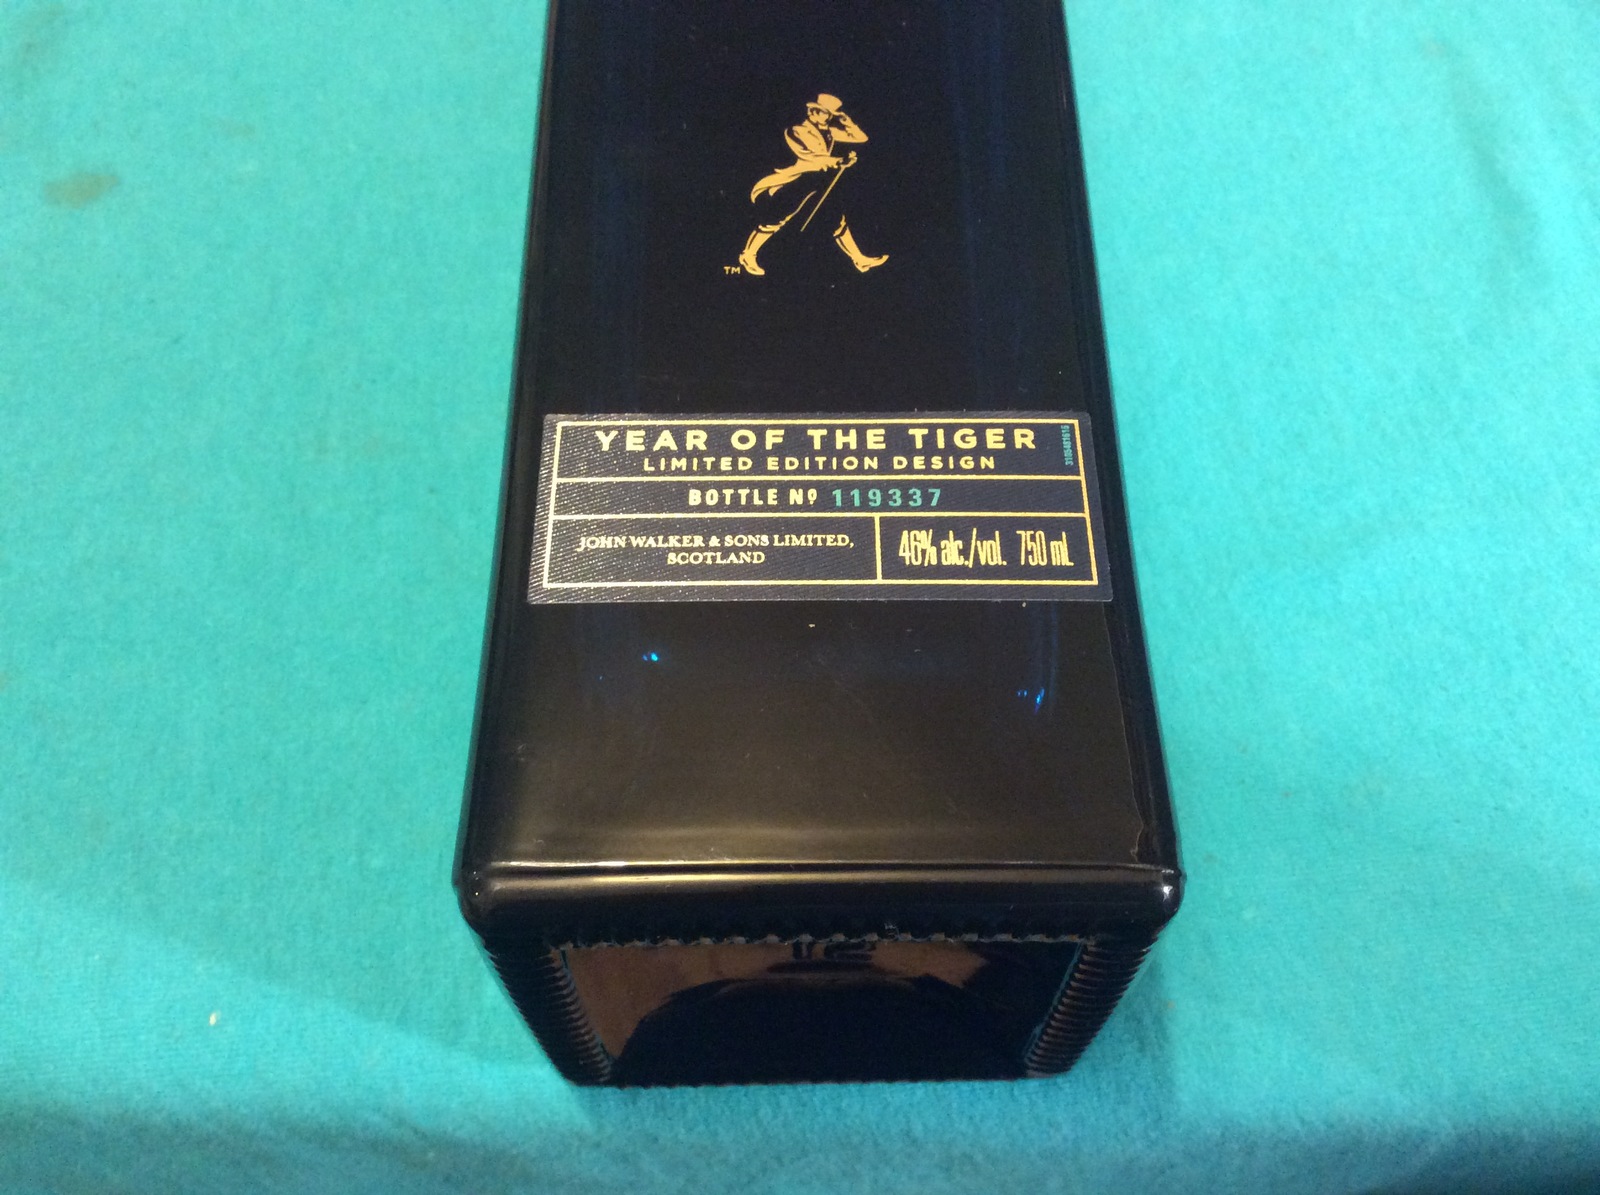 TM
YEAR OF THE TIGER
LIMITED EDITION DESIGN
BOTTLE Nº 119337
JOHN WALKER & SONS LIMITED,
SCOTLAND
46% alc./vol. 750 mL